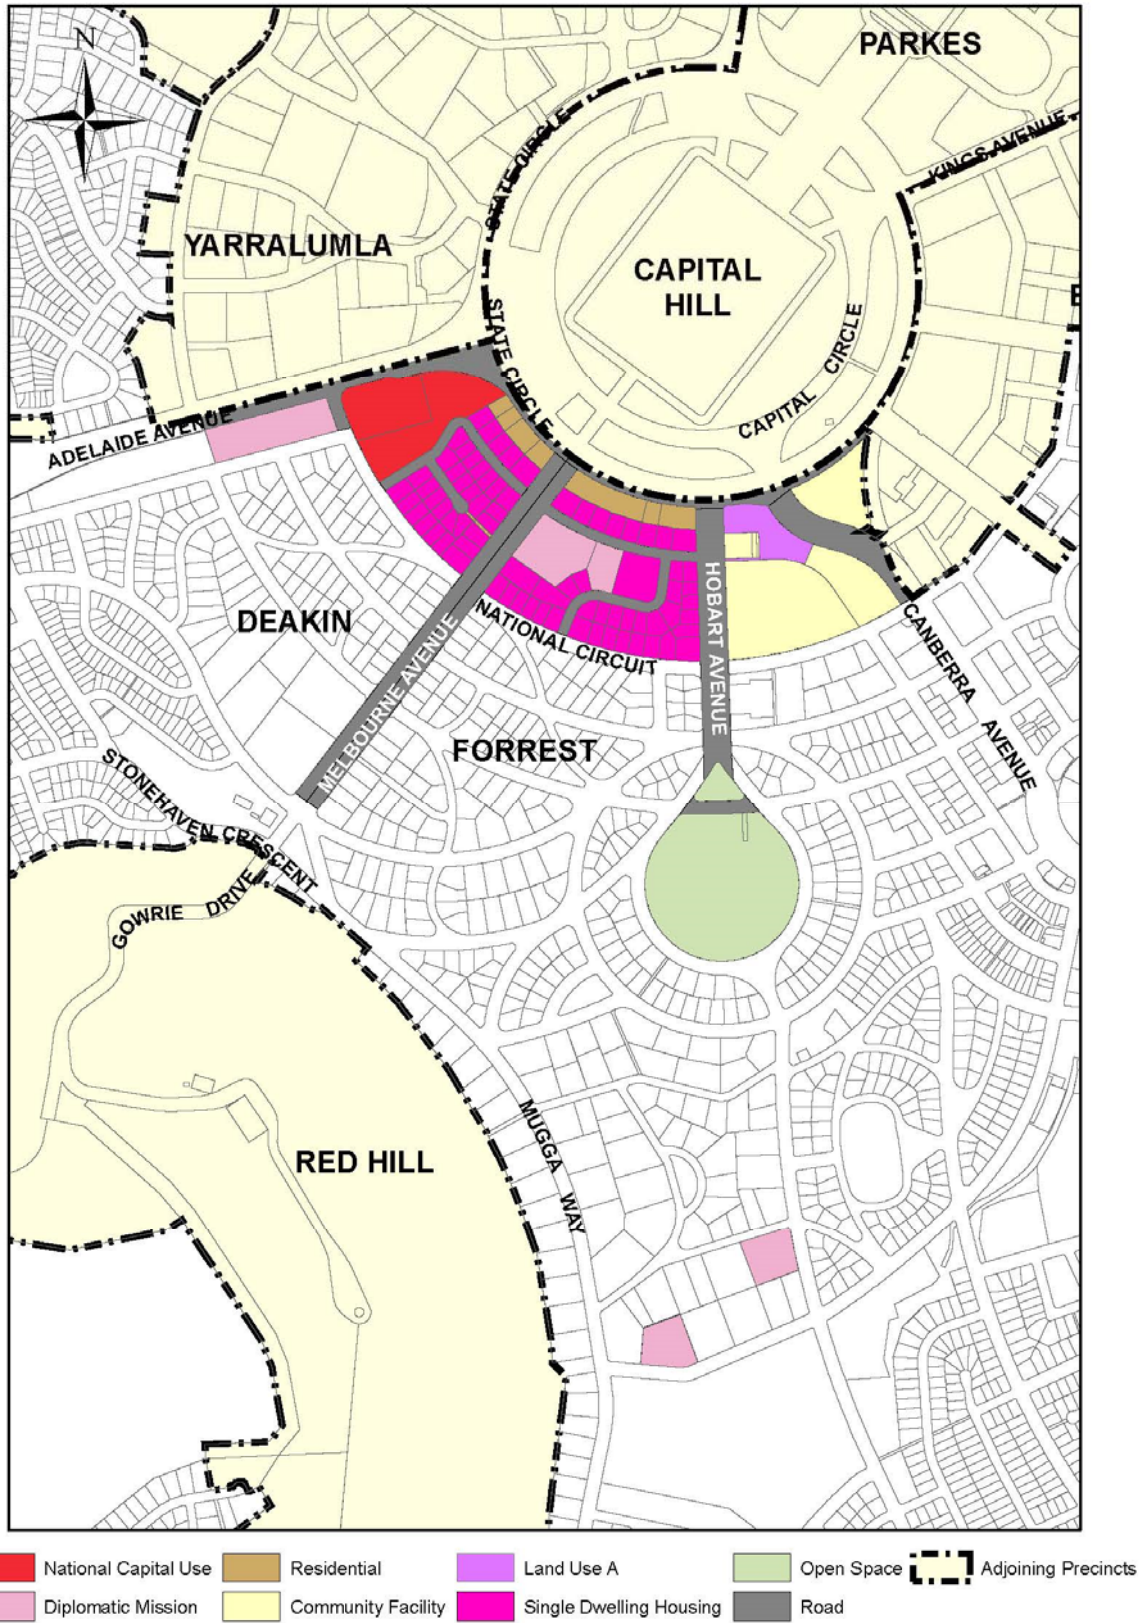 N
PARKES
STATE CIRCLE
KINGS AVENUE
YARRALUMLA
CAPITAL
HILL
STATE CIRCLE
CAPITAL CIRCLE
ADELAIDE AVENUE
HOBART AVENUE
DEAKIN
NATIONAL CIRCUIT
CANBERRA AVENUE
MELBOURNE AVENUE
FORREST
STONEHAVEN CRESCENT
GOWRIE DRIVE
MUGGA WAY
RED HILL
National Capital Use
Residential
Land Use A
Open Space
Adjoining Precincts
Diplomatic Mission
Community Facility
Single Dwelling Housing
Road